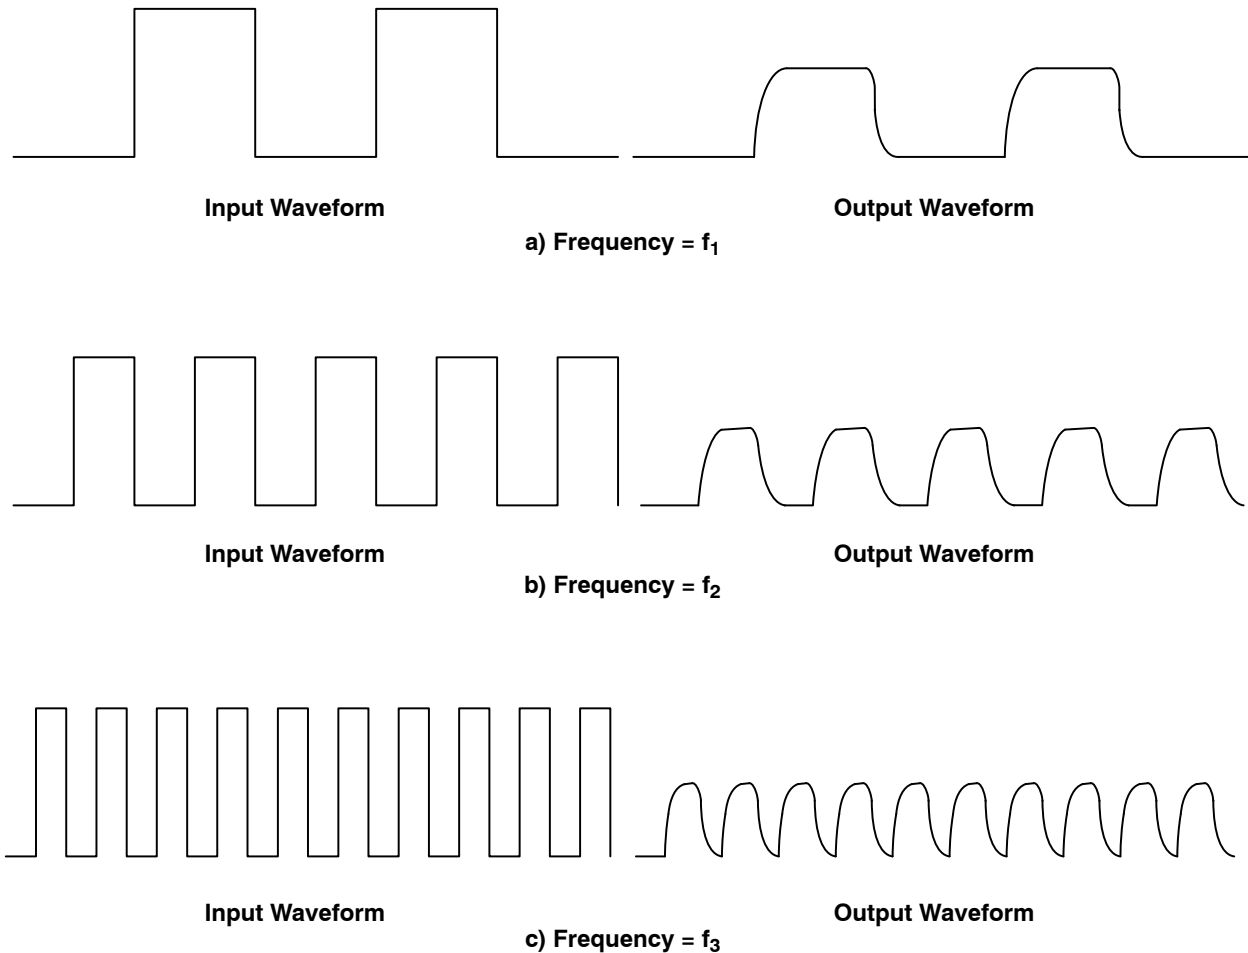 Input Waveform
Output Waveform
a) Frequency = f₁
Input Waveform
Output Waveform
b) Frequency = f₂
Input Waveform
Output Waveform
c) Frequency = f₃